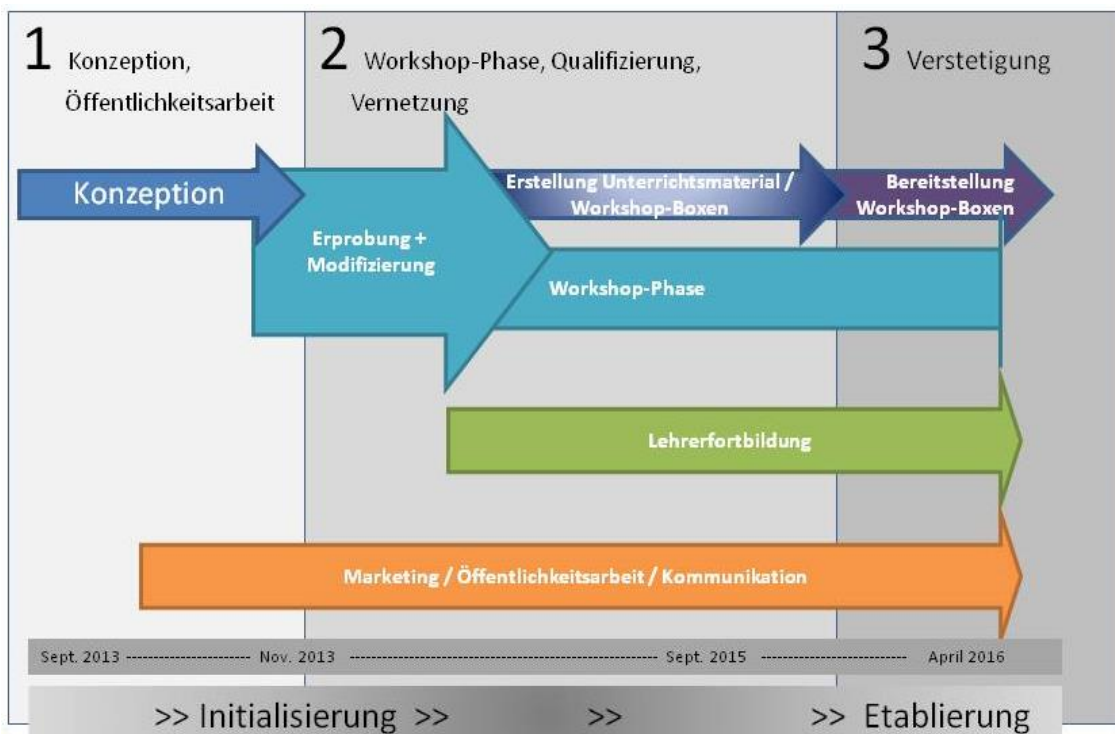 1 Konzeption,
Öffentlichkeitsarbeit
2 Workshop-Phase, Qualifizierung,
Vernetzung
3 Verstetigung
Konzeption
Erprobung +
Modifizierung
Erstellung Unterrichtsmaterial /
Workshop-Boxen
Bereitstellung
Workshop-Boxen
Workshop-Phase
Lehrerfortbildung
Marketing / Öffentlichkeitsarbeit / Kommunikation
Sept. 2013 ---------------------- Nov. 2013 ------------------------------------------------------ Sept. 2015 --------------------- April 2016
>> Initialisierung >> >> >> Etablierung